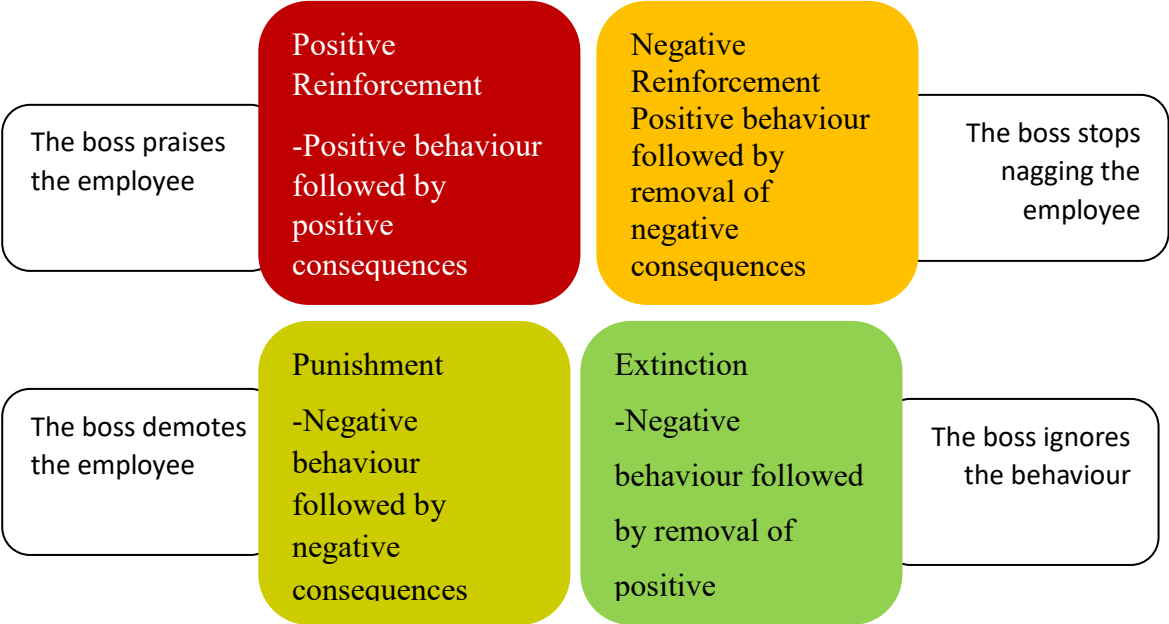 The boss praises
the employee
Positive
Reinforcement
-Positive behaviour
followed by
positive
consequences
Negative
Reinforcement
Positive behaviour
followed by
removal of
negative
consequences
The boss stops
nagging the
employee
The boss demotes
the employee
Punishment
-Negative
behaviour
followed by
negative
consequences
Extinction
-Negative
behaviour followed
by removal of
positive
The boss ignores
the behaviour